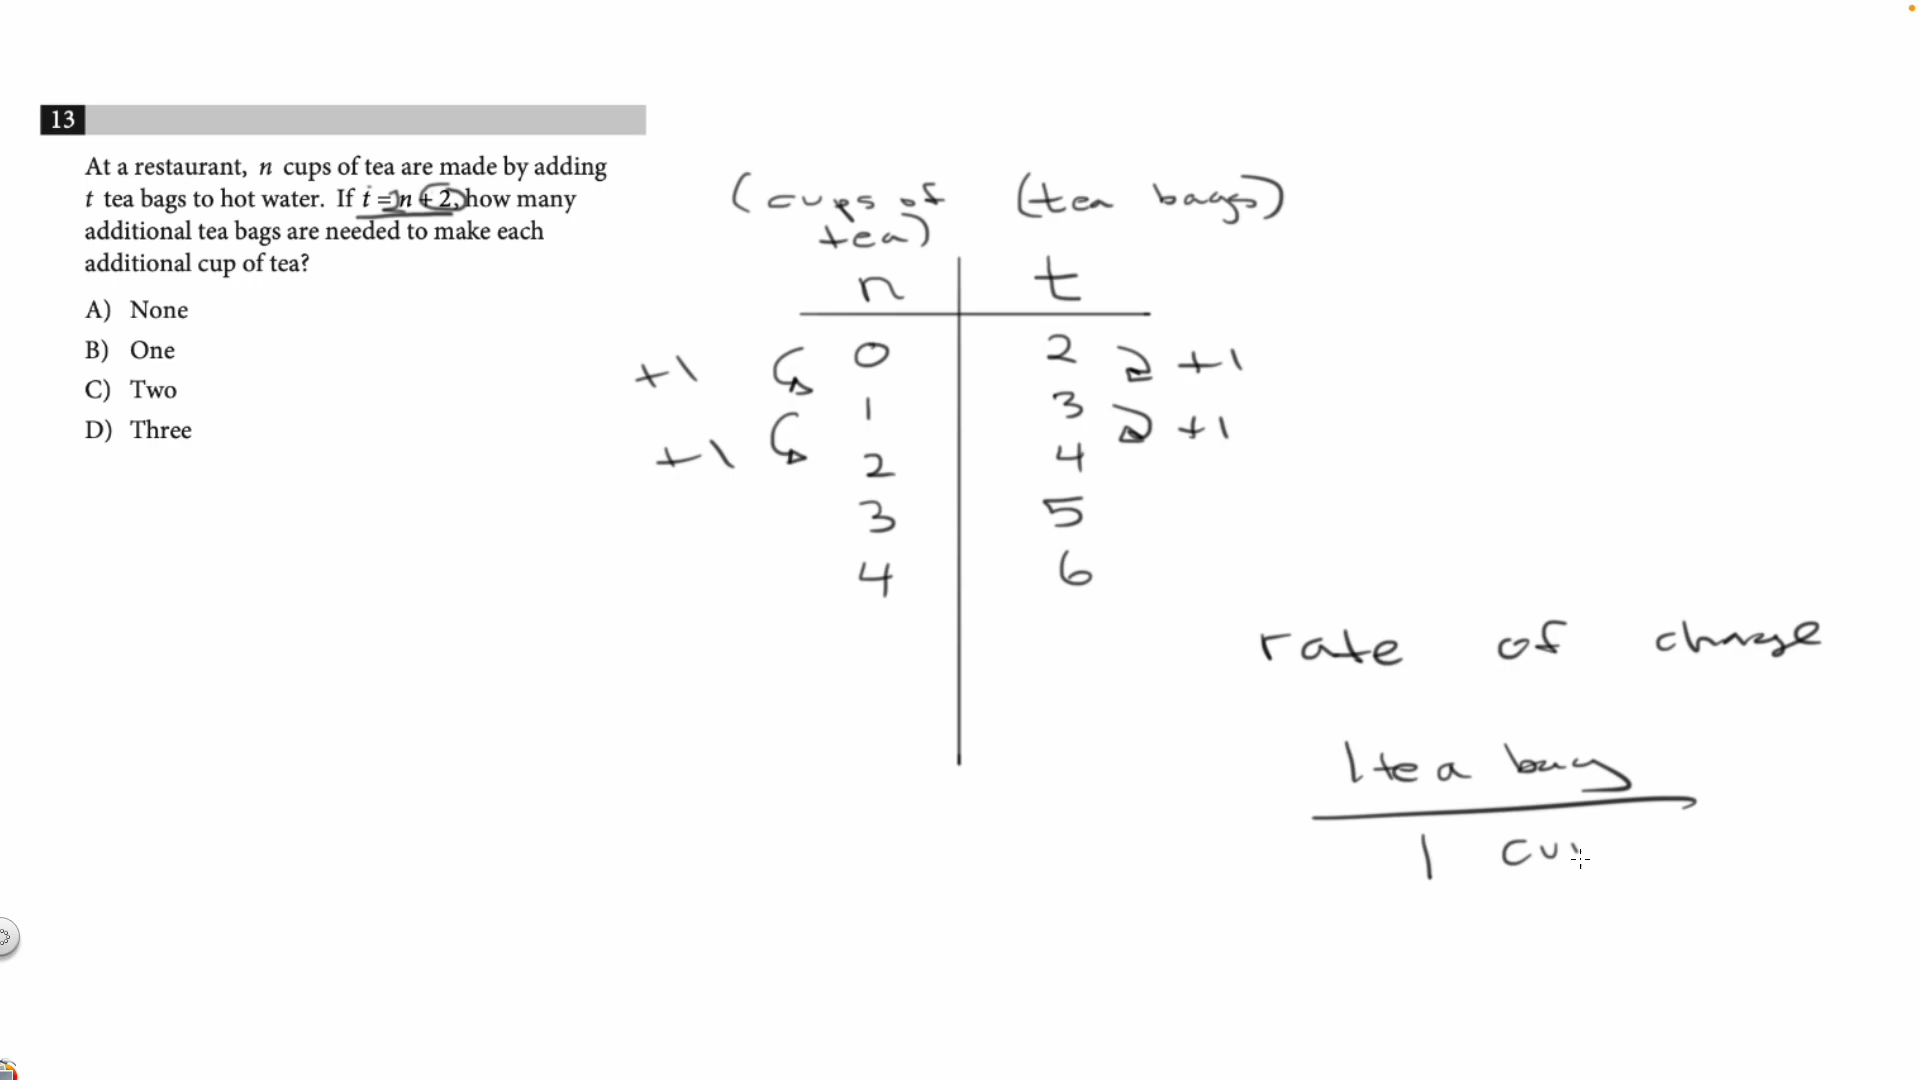 13
At a restaurant, n cups of tea are made by adding
t tea bags to hot water. If t = n + 2, how many
additional tea bags are needed to make each
additional cup of tea?
A) None
B) One
C) Two
D) Three
(cups of
tea)
(tea bags)
n t
0 2
+1 +1
1 3
+1 +1
2 4
3 5
4 6
rate of change
1 tea bag
1 cu